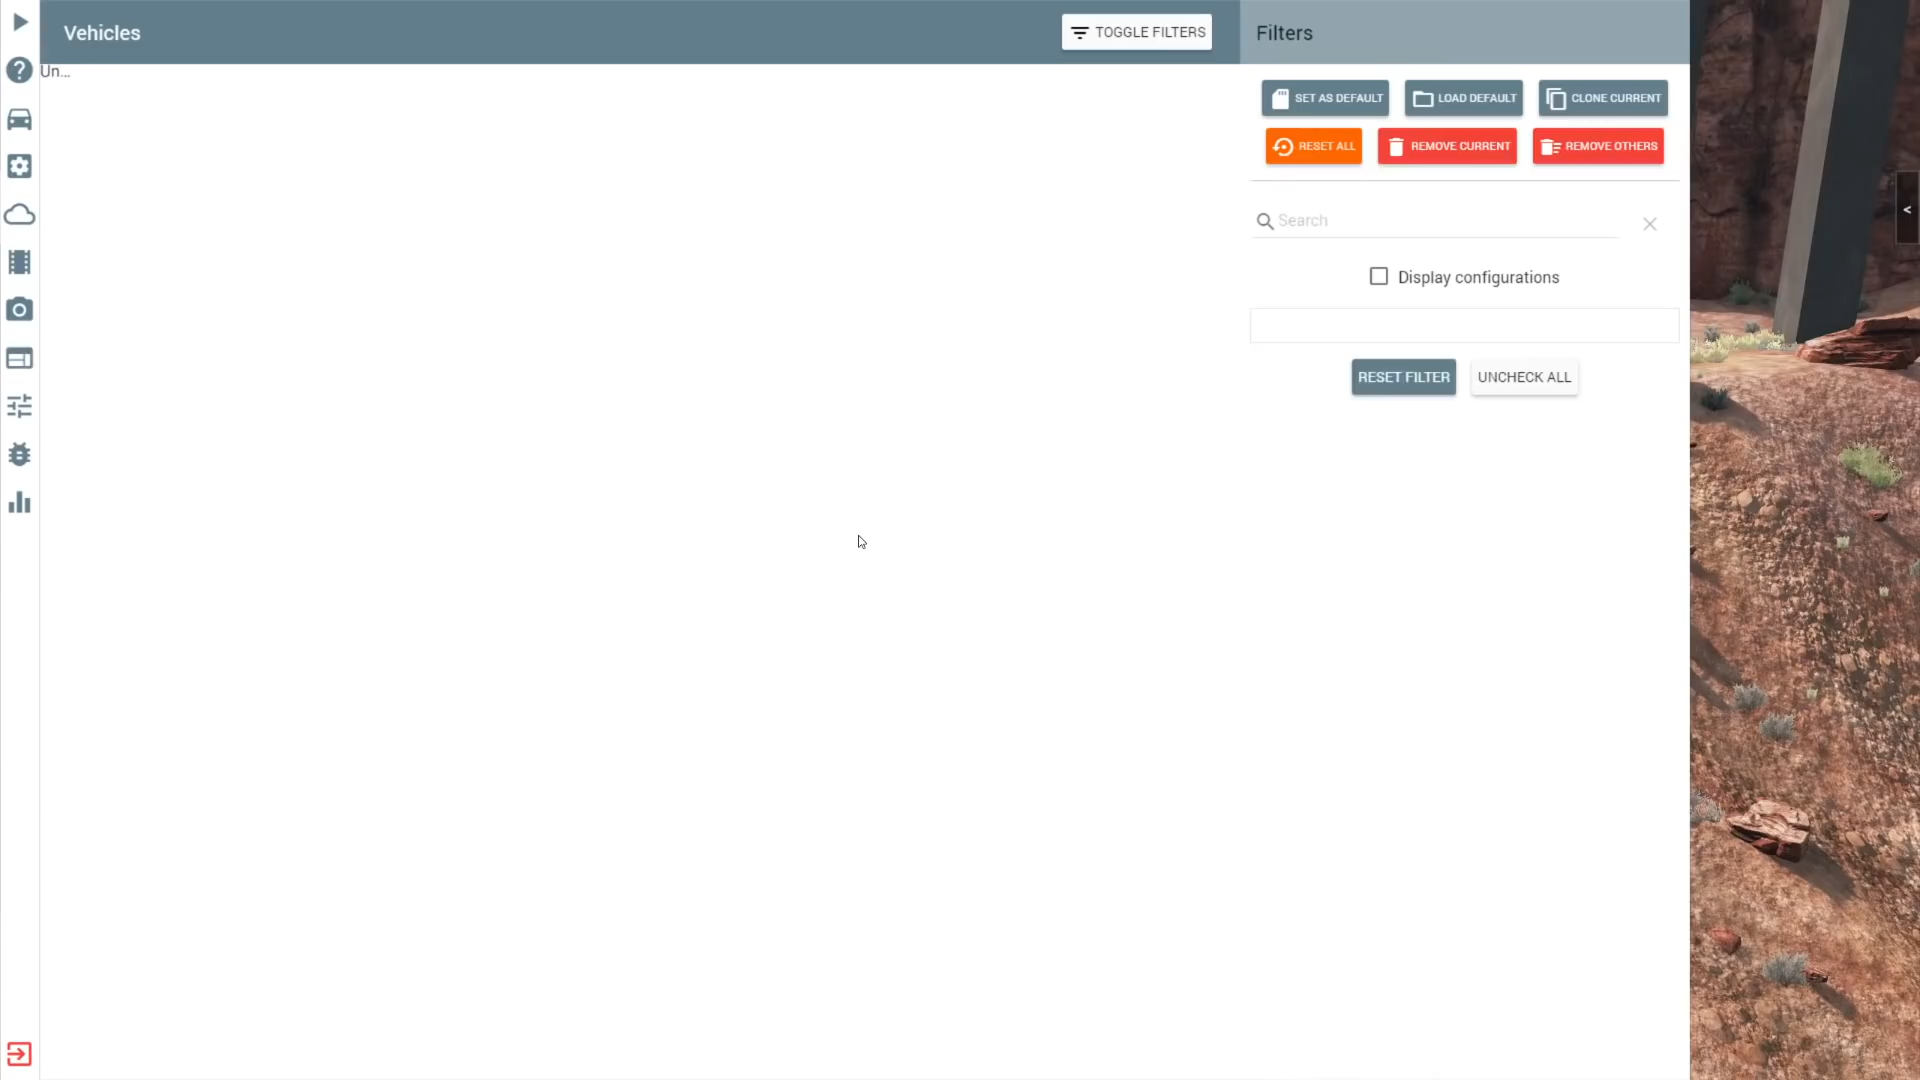 Vehicles
TOGGLE FILTERS
Filters
Un...
SET AS DEFAULT
LOAD DEFAULT
CLONE CURRENT
RESET ALL
REMOVE CURRENT
REMOVE OTHERS
Search
Display configurations
RESET FILTER
UNCHECK ALL
<